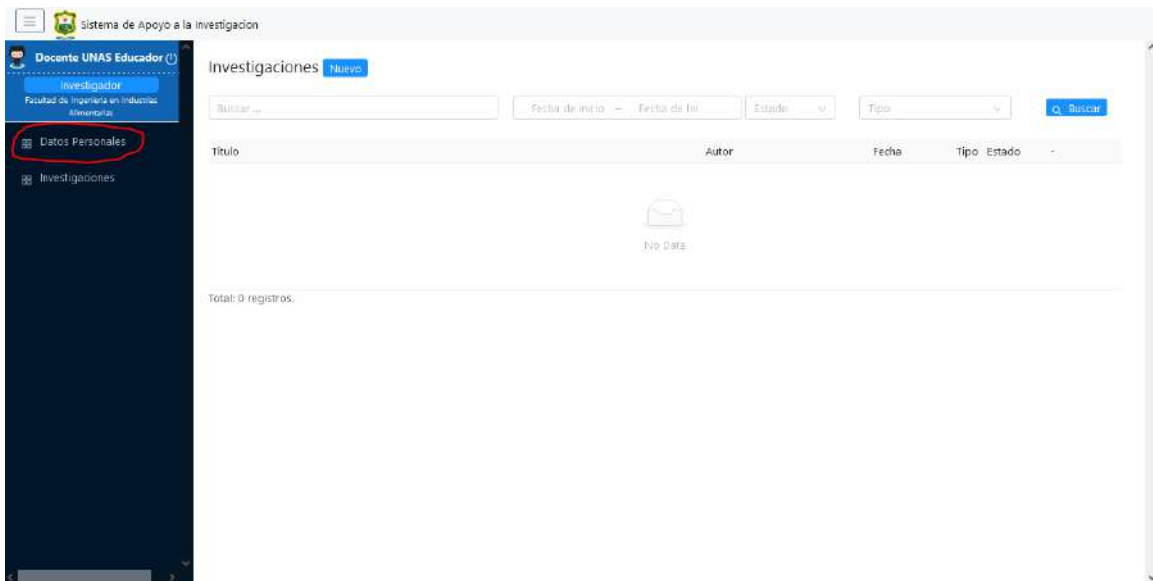 Sistema de Apoyo a la Investigacion
Docente UNAS Educador
Investigador
Facultad de Ingeniería en Industrias
Alimentarias
Datos Personales
Investigaciones
Investigaciones Nuevo
Buscar ... Fecha de inicio ~ Fecha de fin Estado Tipo Buscar
Título Autor Fecha Tipo Estado -
No Data
Total: 0 registros.